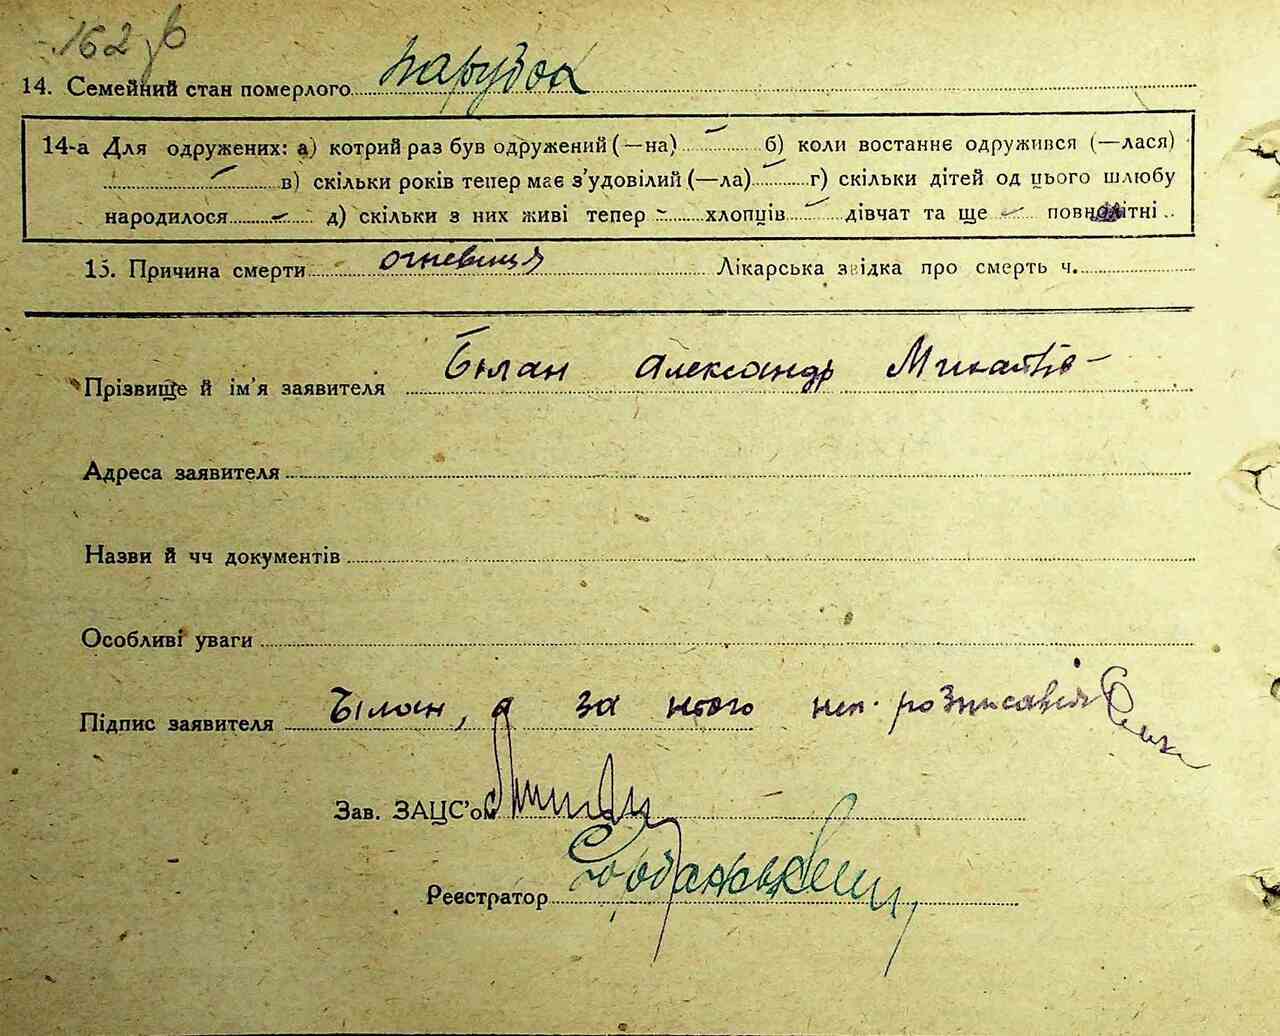 162 зв
14. Семейний стан померлого парубок
14-а Для одружених: а) котрий раз був одружений (—на) — б) коли востанне одружився (—лася)
— в) скільки років тепер має з'удовілий (—ла) — г) скільки дітей од цього шлюбу
народилося — д) скільки з них живі тепер — хлопців — дівчат та ще — повнолітні
15. Причина смерти огневиця Лікарська звідка про смерть ч.
Прізвище й ім'я заявителя Білан Александр
Адреса заявителя
Назви й чч документів
Особливі уваги
Підпис заявителя Білан, а за нього неп. розписався
Зав. ЗАЦС'ом
Реєстратор